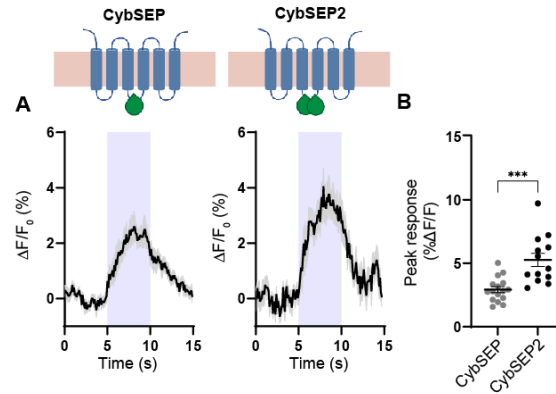 CybSEP
CybSEP2
A
B
6
4
2
0
ΔF/F0 (%)
0
5
10
15
Time (s)
6
4
2
0
ΔF/F0 (%)
0
5
10
15
Time (s)
15
10
5
0
Peak response
(%ΔF/F)
***
CybSEP
CybSEP2